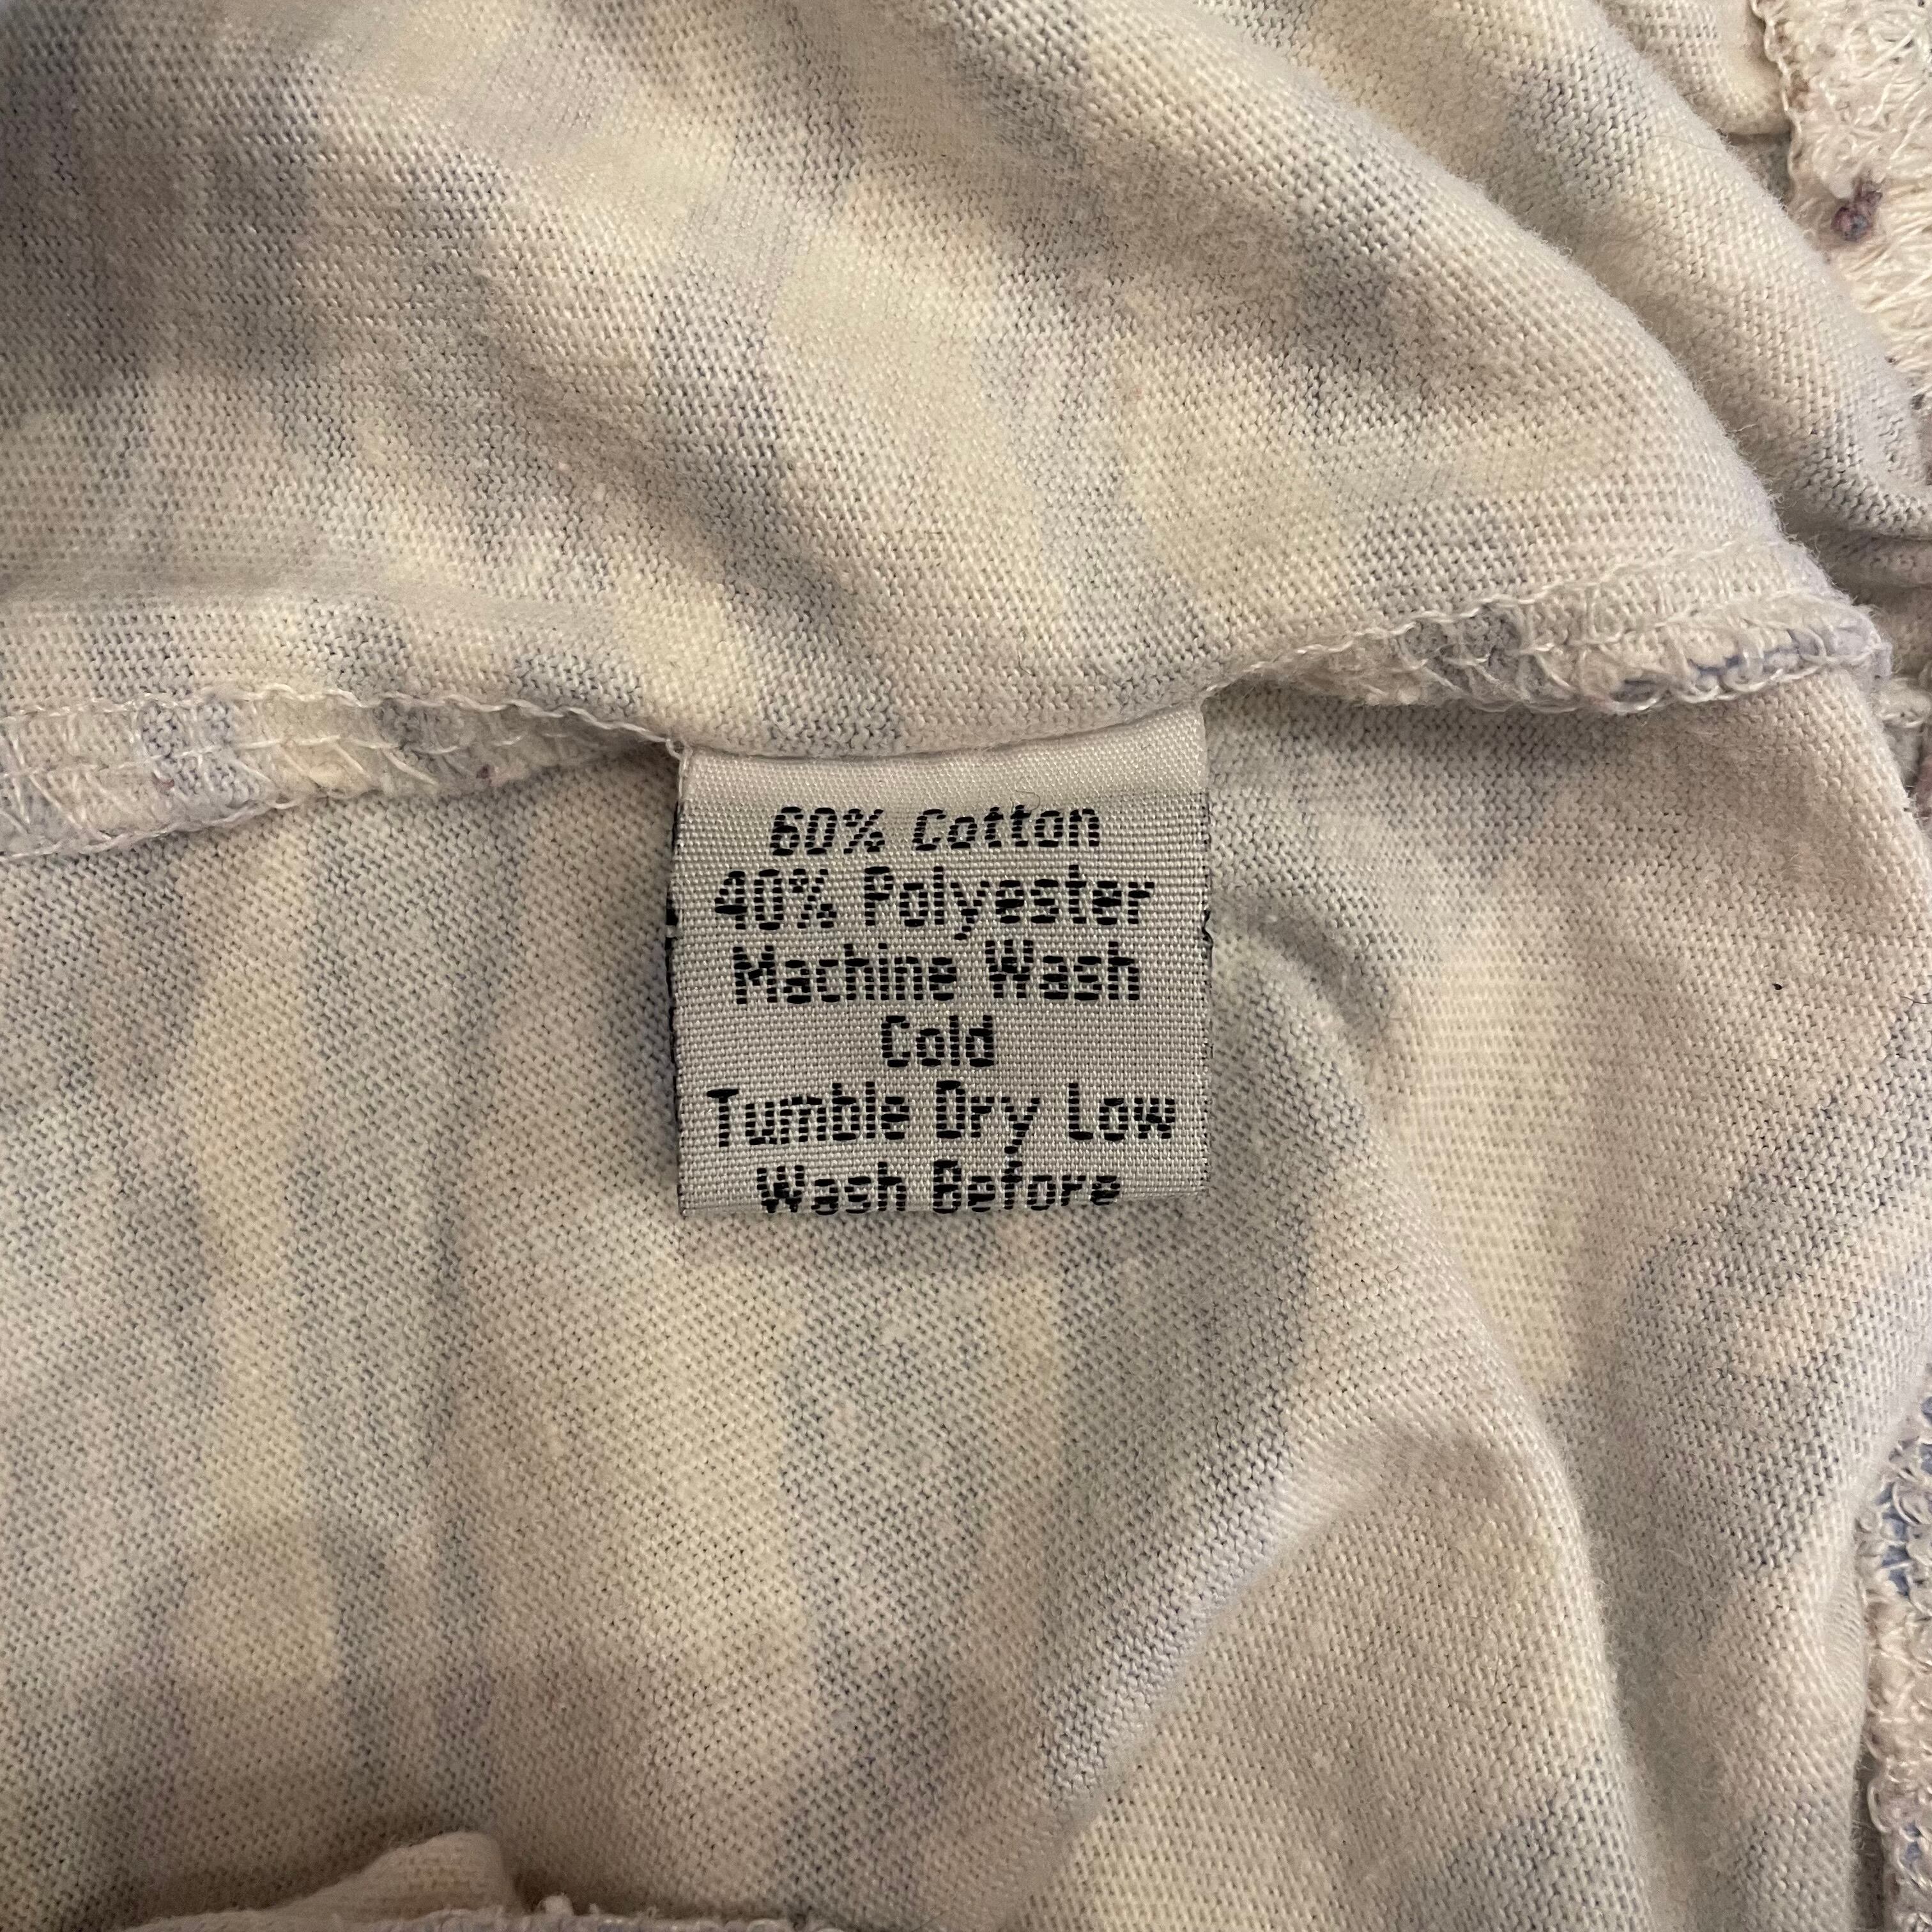 60% Cotton
40% Polyester
Machine Wash
Cold
Tumble Dry Low
Wash Before